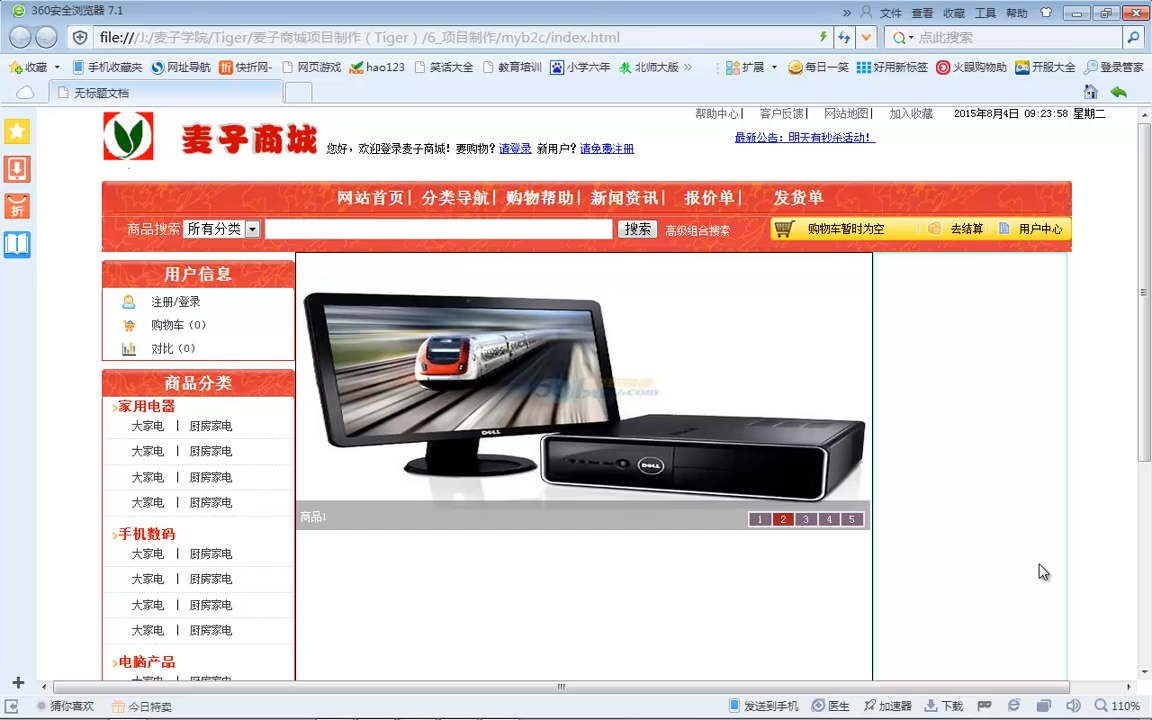 360安全浏览器 7.1
» 文件 查看 收藏 工具 帮助
file:///J:/麦子学院/Tiger/麦子商城项目制作（Tiger）/6_项目制作/myb2c/index.html
点此搜索
收藏 手机收藏夹 网址导航 快折网- 网页游戏 hao123 笑话大全 教育培训 小学六年 北师大版 » 扩展 每日一笑 好用新标签 火眼购物助 开服大全 登录管家
无标题文档
帮助中心| 客户反馈| 网站地图| 加入收藏 2015年8月4日 09:23:58 星期二
最新公告：明天有秒杀活动！
麦子商城 您好，欢迎登录麦子商城！要购物？请登录 新用户？请免费注册
折
网站首页| 分类导航| 购物帮助| 新闻资讯| 报价单| 发货单
商品搜索 所有分类 搜索 高级组合搜索 购物车暂时为空 去结算 用户中心
用户信息
注册/登录
购物车（0）
对比（0）
商品分类
>家用电器
大家电 | 厨房家电
大家电 | 厨房家电
大家电 | 厨房家电
大家电 | 厨房家电
>手机数码
大家电 | 厨房家电
大家电 | 厨房家电
大家电 | 厨房家电
大家电 | 厨房家电
>电脑产品
DELL
DELL
商品1 1 2 3 4 5
猜你喜欢 今日特卖 发送到手机 医生 加速器 下载 110%